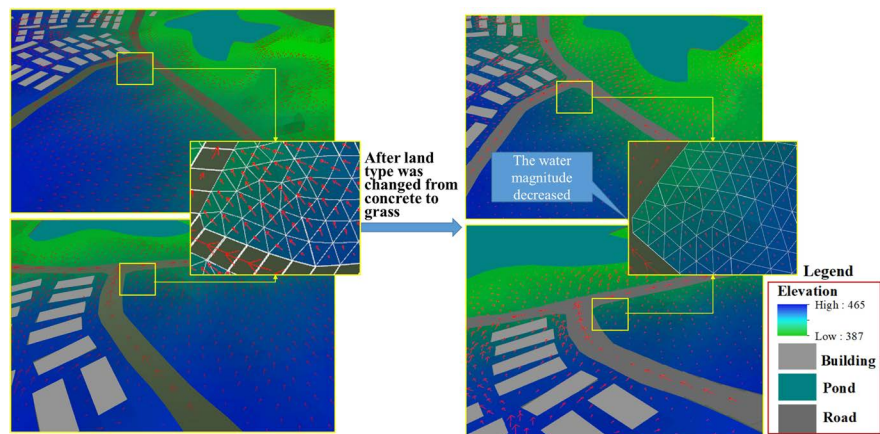 After land
type was
changed from
concrete to
grass
The water
magnitude
decreased
Legend
Elevation
High : 465
Low : 387
Building
Pond
Road